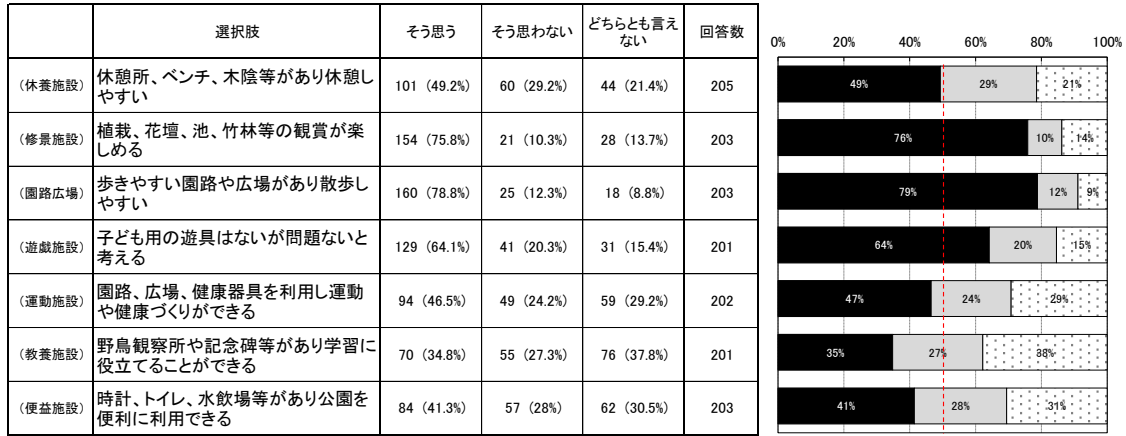 選択肢 そう思う そう思わない どちらとも言え 回答数
ない
0% 20% 40% 60% 80% 100%
(休養施設) 休憩所、ベンチ、木陰等があり休憩し 101 (49.2%) 60 (29.2%) 44 (21.4%) 205
やすい
49% 29% 21%
(修景施設) 植栽、花壇、池、竹林等の観賞が楽 154 (75.8%) 21 (10.3%) 28 (13.7%) 203
しめる
76% 10% 14%
(園路広場) 歩きやすい園路や広場があり散歩し 160 (78.8%) 25 (12.3%) 18 (8.8%) 203
やすい
79% 12% 9%
(遊戯施設) 子ども用の遊具はないが問題ないと 129 (64.1%) 41 (20.3%) 31 (15.4%) 201
考える
64% 20% 15%
(運動施設) 園路、広場、健康器具を利用し運動 94 (46.5%) 49 (24.2%) 59 (29.2%) 202
や健康づくりができる
47% 24% 29%
(教養施設) 野鳥観察所や記念碑等があり学習に 70 (34.8%) 55 (27.3%) 76 (37.8%) 201
役立てることができる
35% 27% 38%
(便益施設) 時計、トイレ、水飲場等があり公園を 84 (41.3%) 57 (28%) 62 (30.5%) 203
便利に利用できる
41% 28% 31%